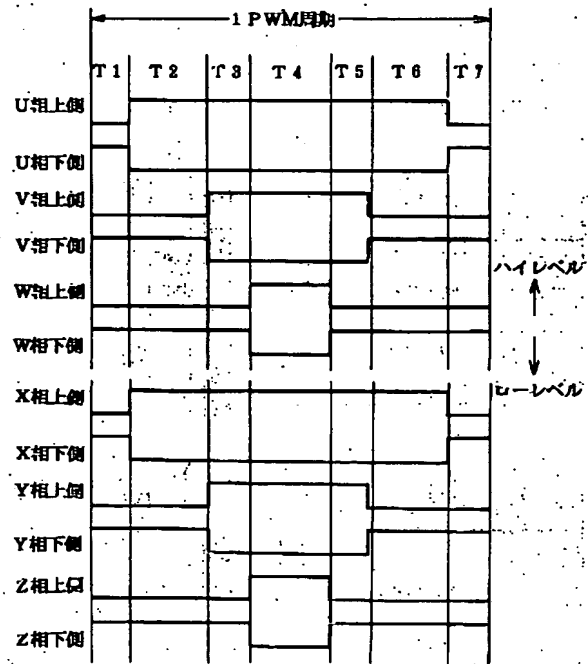 1 PWM周期
T1 T2 T3 T4 T5 T6 T7
U相上側
U相下側
V相上側
V相下側
ハイレベル
W相上側
W相下側
ローレベル
X相上側
X相下側
Y相上側
Y相下側
Z相上側
Z相下側